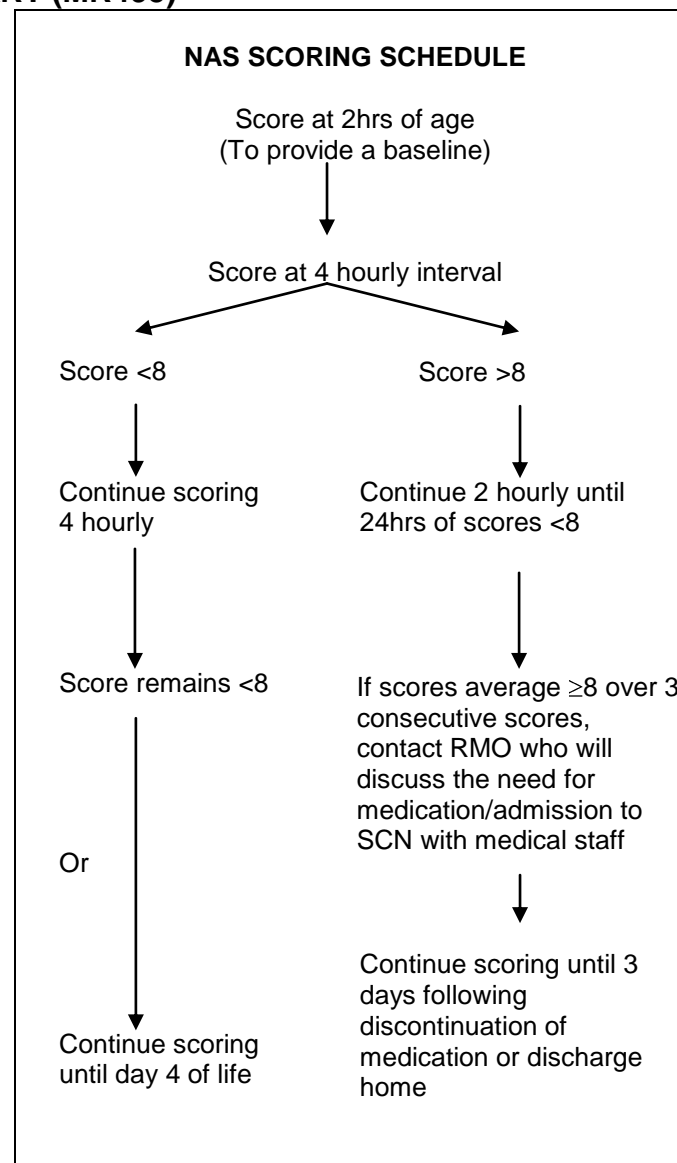 NAS SCORING SCHEDULE
Score at 2hrs of age
(To provide a baseline)
Score at 4 hourly interval
Score <8
Continue scoring
4 hourly
Score remains <8
Or
Continue scoring
until day 4 of life
Score >8
Continue 2 hourly until
24hrs of scores <8
If scores average ≥8 over 3
consecutive scores,
contact RMO who will
discuss the need for
medication/admission to
SCN with medical staff
Continue scoring until 3
days following
discontinuation of
medication or discharge
home